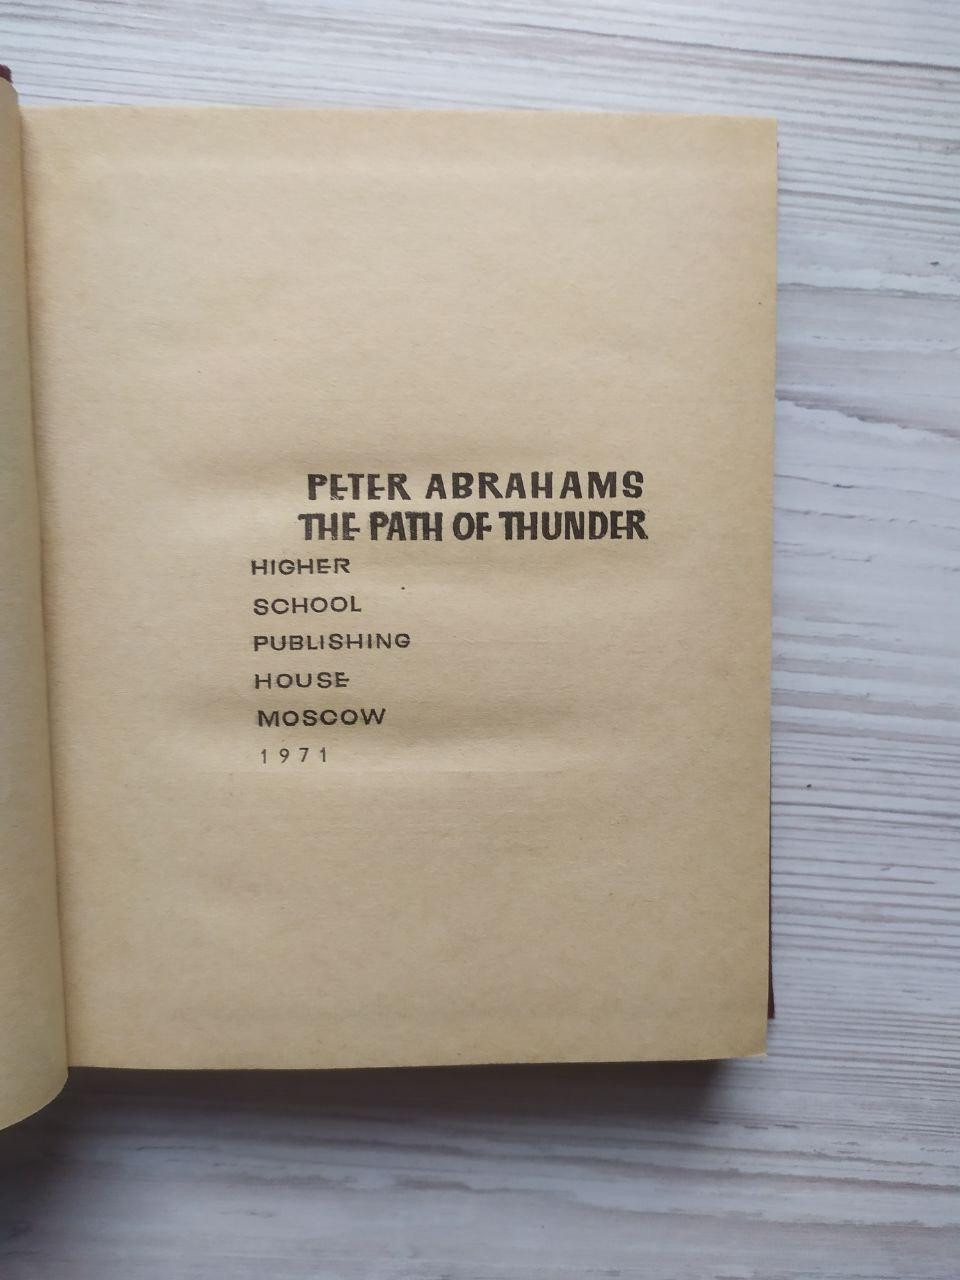 PETER ABRAHAMS
THE PATH OF THUNDER
HIGHER
SCHOOL
PUBLISHING
HOUSE
MOSCOW
1971